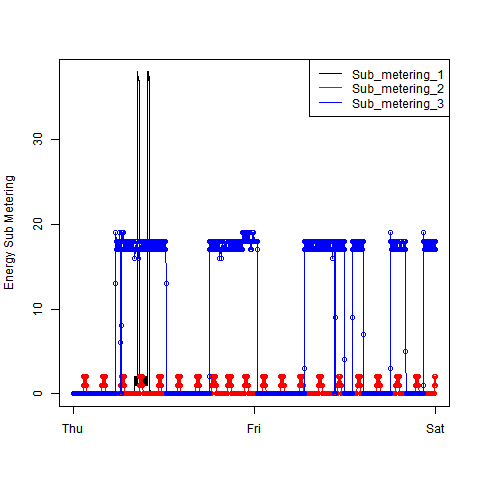 Sub_metering_1
Sub_metering_2
Sub_metering_3
Energy Sub Metering
30
20
10
0
Thu Fri Sat